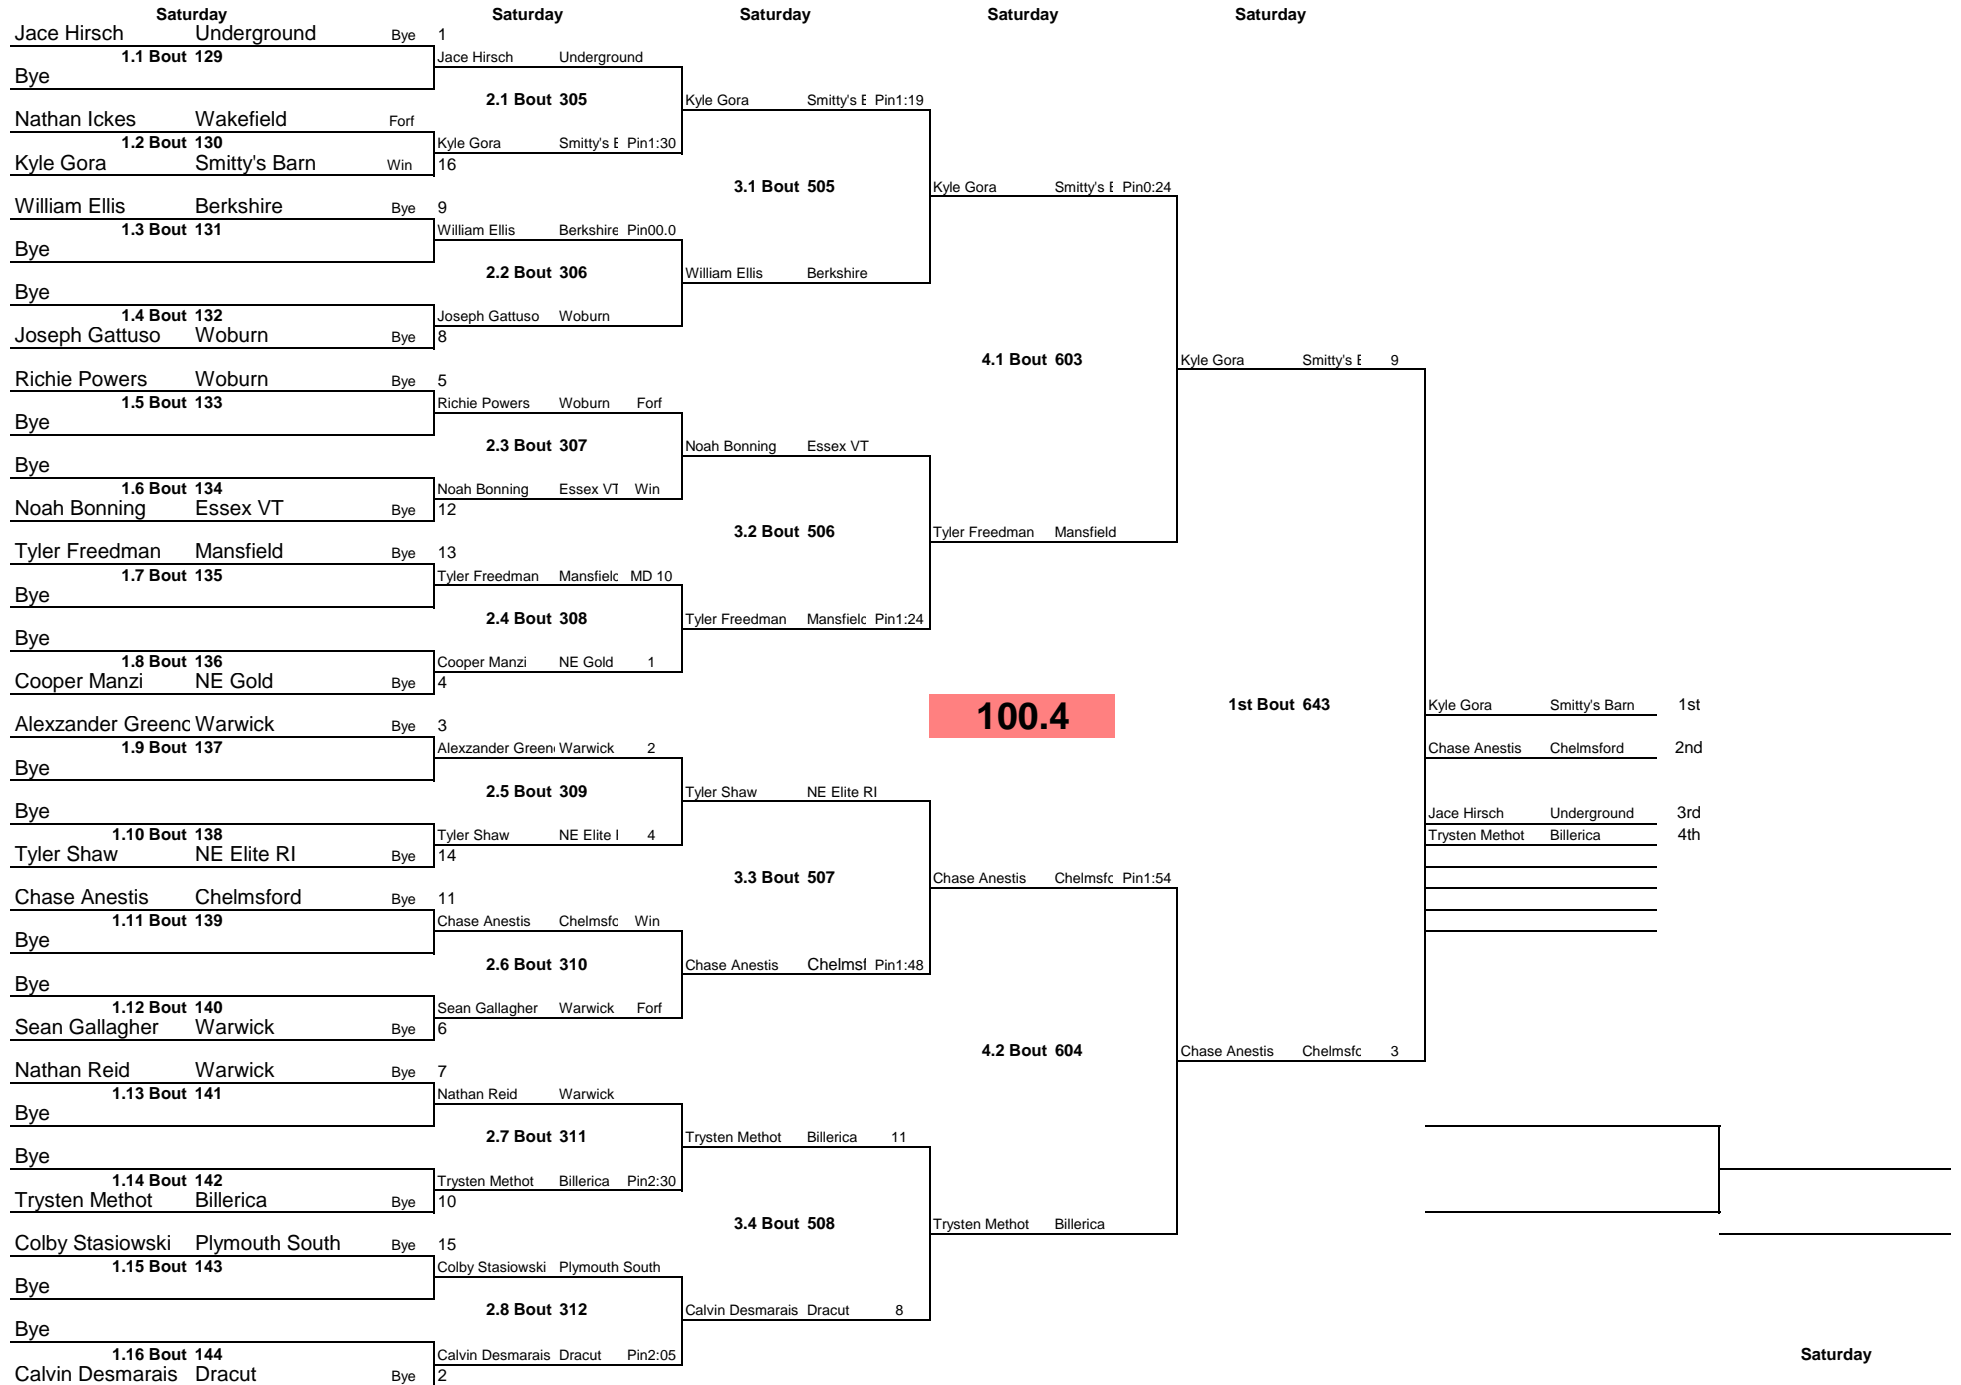 Saturday Saturday Saturday Saturday Saturday
Jace Hirsch Underground Bye 1
1.1 Bout 129 Jace Hirsch Underground
Bye
2.1 Bout 305 Kyle Gora Smitty's E Pin1:19
Nathan Ickes Wakefield Forf
1.2 Bout 130 Kyle Gora Smitty's E Pin1:30
Kyle Gora Smitty's Barn Win 16
3.1 Bout 505 Kyle Gora Smitty's E Pin0:24
William Ellis Berkshire Bye 9
1.3 Bout 131 William Ellis Berkshire Pin00.0
Bye
2.2 Bout 306 William Ellis Berkshire
Bye
1.4 Bout 132 Joseph Gattuso Woburn
Joseph Gattuso Woburn Bye 8
4.1 Bout 603 Kyle Gora Smitty's E 9
Richie Powers Woburn Bye 5
1.5 Bout 133 Richie Powers Woburn Forf
Bye
2.3 Bout 307 Noah Bonning Essex VT
Bye
1.6 Bout 134 Noah Bonning Essex VT Win
Noah Bonning Essex VT Bye 12
3.2 Bout 506 Tyler Freedman Mansfield
Tyler Freedman Mansfield Bye 13
1.7 Bout 135 Tyler Freedman Mansfielc MD 10
Bye
2.4 Bout 308 Tyler Freedman Mansfielc Pin1:24
Bye
1.8 Bout 136 Cooper Manzi NE Gold 1
Cooper Manzi NE Gold Bye 4
100.4 1st Bout 643 Kyle Gora Smitty's Barn 1st
Alexzander Greenc Warwick Bye 3
1.9 Bout 137 Alexzander Green Warwick 2 Chase Anestis Chelmsford 2nd
Bye
2.5 Bout 309 Tyler Shaw NE Elite RI
Bye Jace Hirsch Underground 3rd
1.10 Bout 138 Tyler Shaw NE Elite I 4 Trysten Methot Billerica 4th
Tyler Shaw NE Elite RI Bye 14
3.3 Bout 507 Chase Anestis Chelmsfc Pin1:54
Chase Anestis Chelmsford Bye 11
1.11 Bout 139 Chase Anestis Chelmsfc Win
Bye
2.6 Bout 310 Chase Anestis Chelmsf Pin1:48
Bye
1.12 Bout 140 Sean Gallagher Warwick Forf
Sean Gallagher Warwick Bye 6
4.2 Bout 604 Chase Anestis Chelmsfc 3
Nathan Reid Warwick Bye 7
1.13 Bout 141 Nathan Reid Warwick
Bye
2.7 Bout 311 Trysten Methot Billerica 11
Bye
1.14 Bout 142 Trysten Methot Billerica Pin2:30
Trysten Methot Billerica Bye 10
3.4 Bout 508 Trysten Methot Billerica
Colby Stasiowski Plymouth South Bye 15
1.15 Bout 143 Colby Stasiowski Plymouth South
Bye
2.8 Bout 312 Calvin Desmarais Dracut 8
Bye
1.16 Bout 144 Calvin Desmarais Dracut Pin2:05 Saturday
Calvin Desmarais Dracut Bye 2